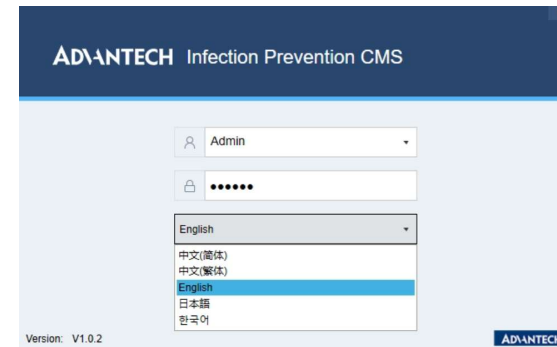 ADVANTECH Infection Prevention CMS
Admin
••••••
English
中文(简体)
中文(繁体)
English
日本語
한국어
Version: V1.0.2
ADVANTECH